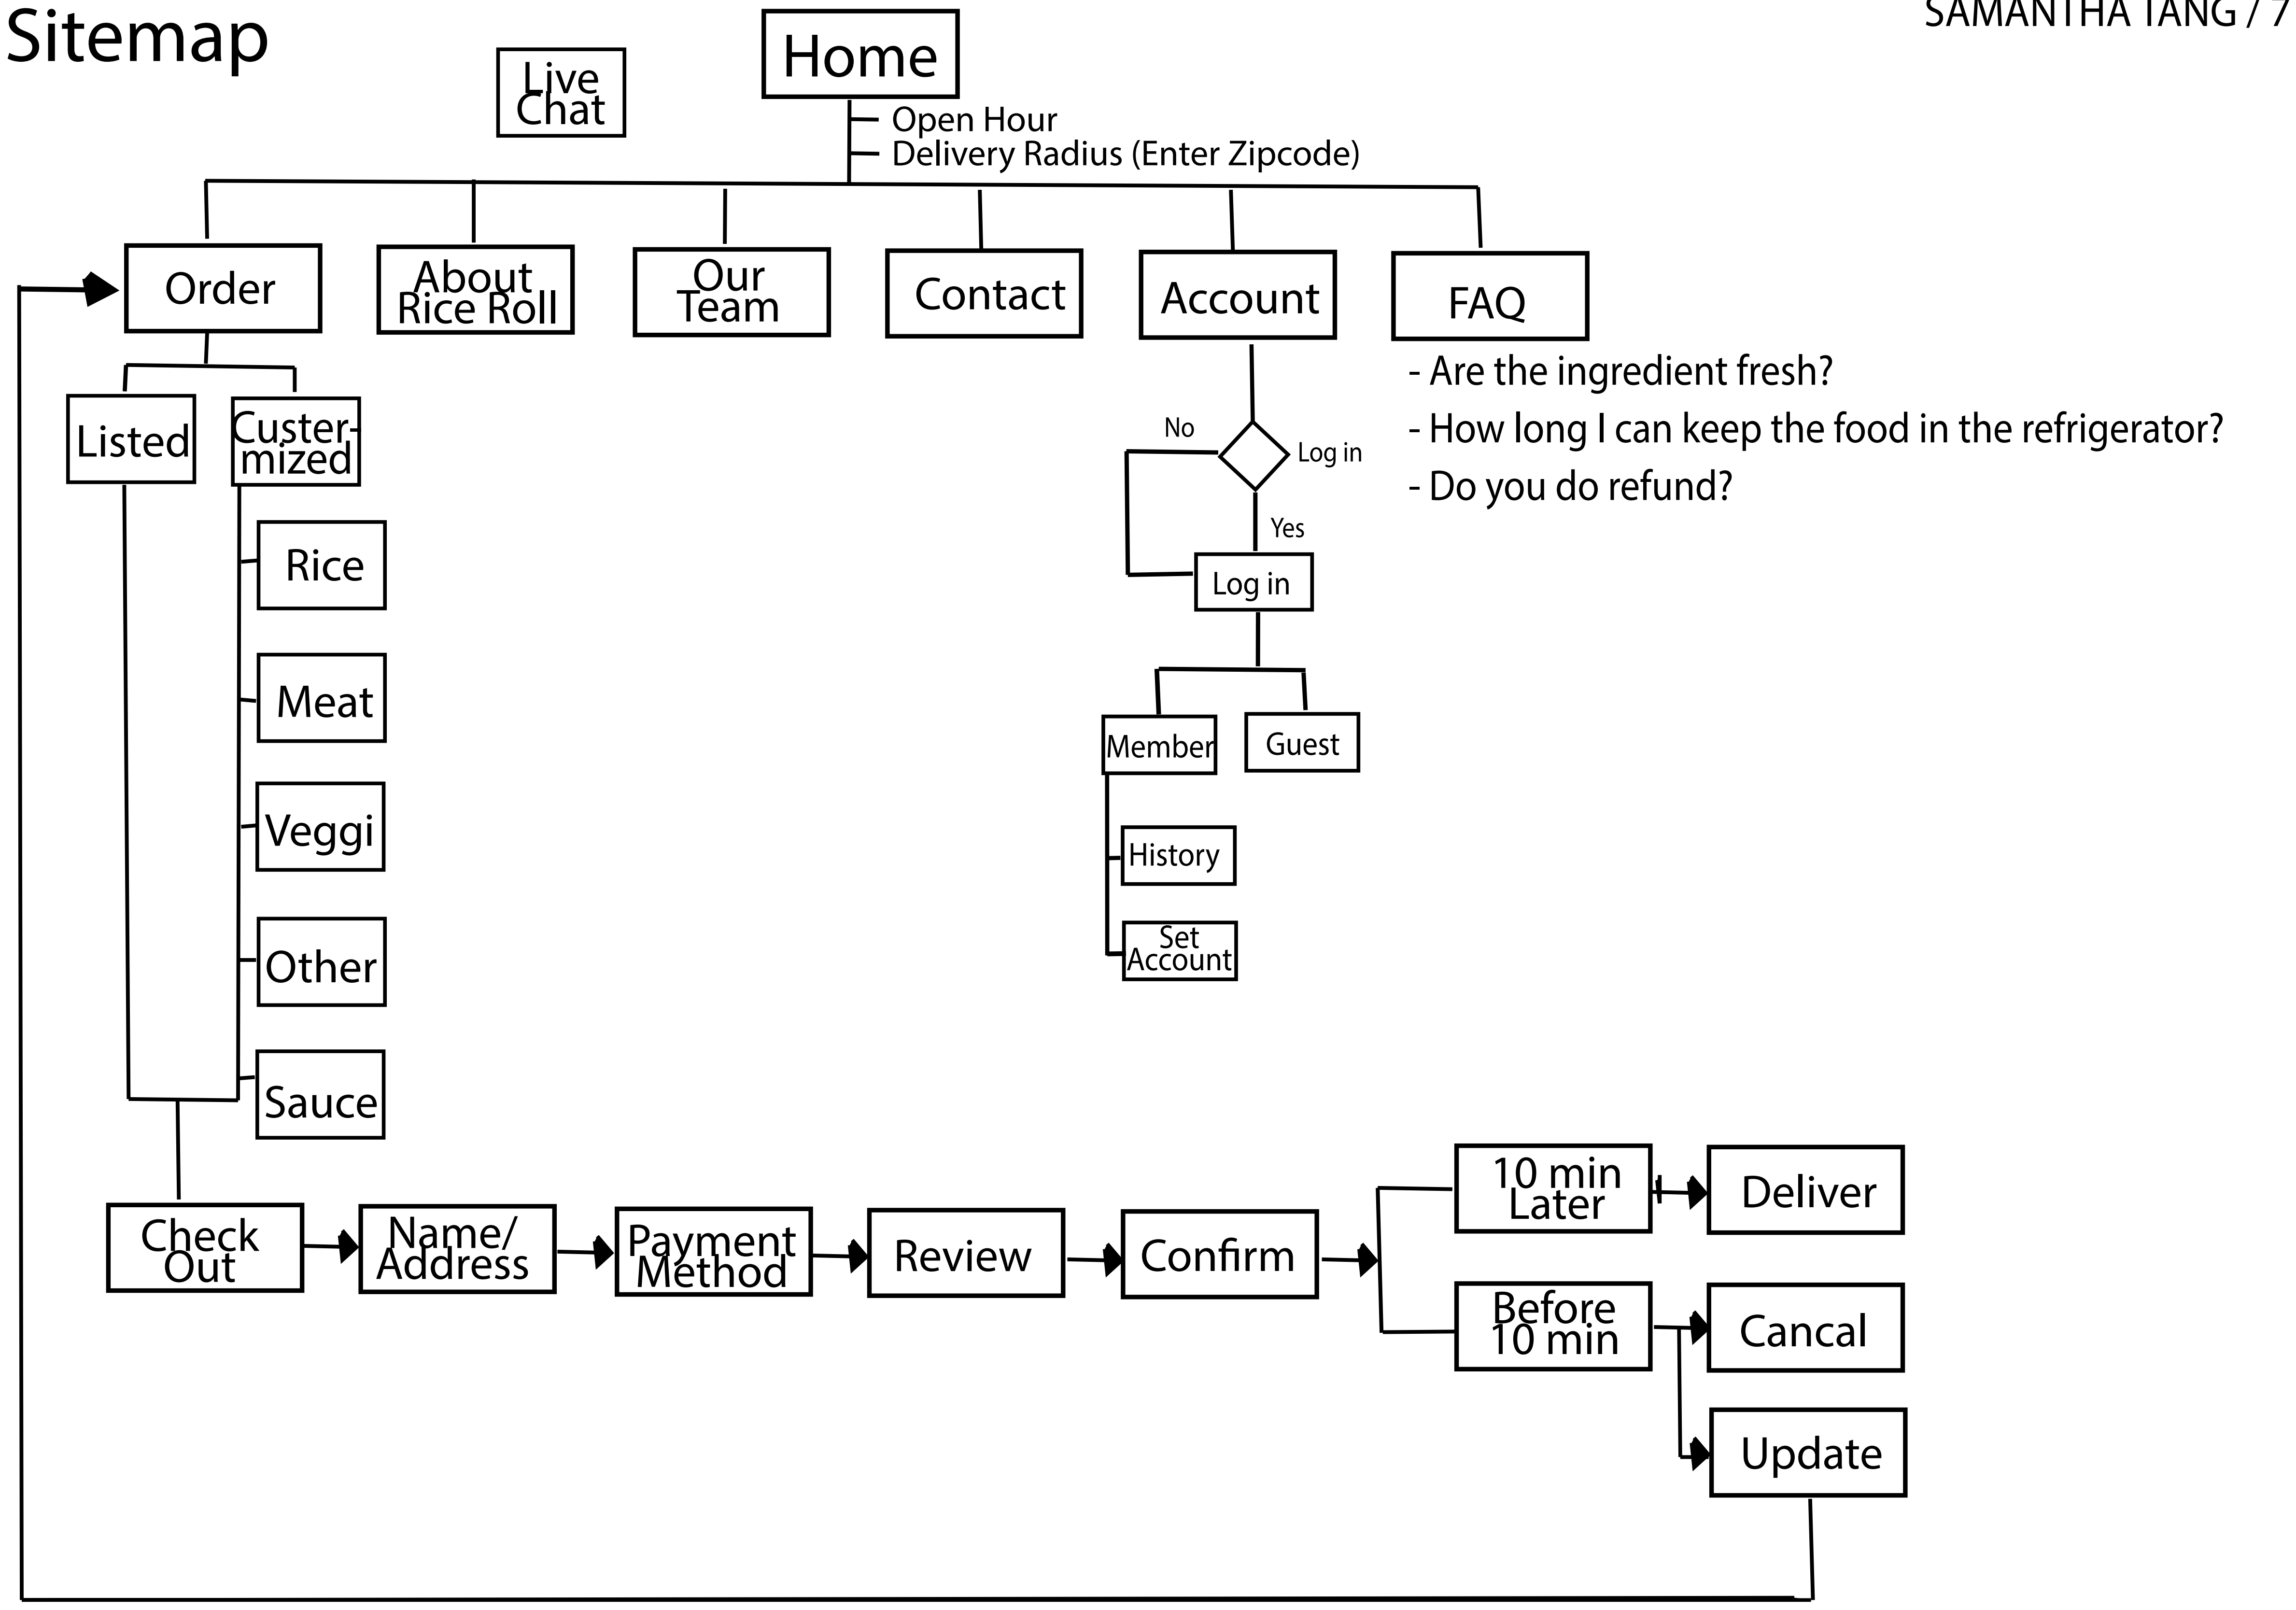 Sitemap
SAMANTHA TANG / 7
Home
Live
Chat
Open Hour
Delivery Radius (Enter Zipcode)
Order
About
Rice Roll
Our
Team
Contact
Account
FAQ
- Are the ingredient fresh?
- How long I can keep the food in the refrigerator?
- Do you do refund?
Listed
Custer-
mized
No
Log in
Yes
Log in
Rice
Meat
Veggi
Other
Sauce
Member
Guest
History
Set
Account
Check
Out
Name/
Address
Payment
Method
Review
Confirm
10 min
Later
Deliver
Before
10 min
Cancal
Update